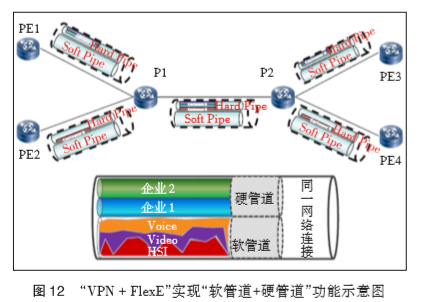 PE1
Hard Pipe
Soft Pipe
P1
P2
Hard Pipe
Soft Pipe
PE3
Hard Pipe
Soft Pipe
PE2
Hard Pipe
Soft Pipe
Hard Pipe
Soft Pipe
PE4
企业 2
企业 1
硬管道
Voice
Video
HSI
软管道
同一网络连接
图 12 “VPN + FlexE”实现“软管道+硬管道”功能示意图